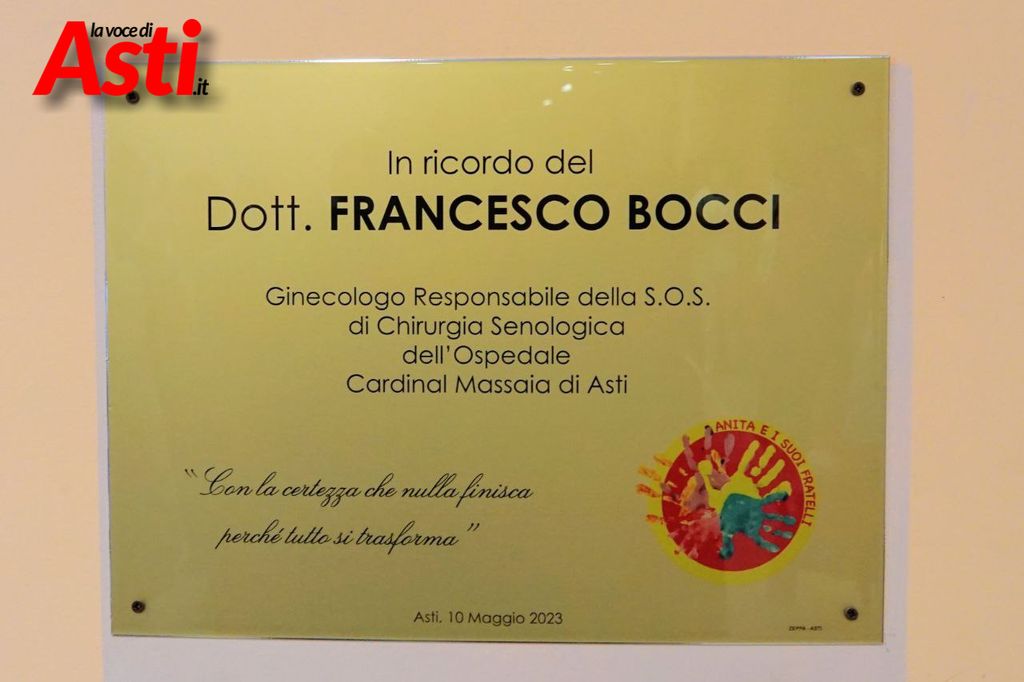 la voce di
Asti.it
In ricordo del
Dott. FRANCESCO BOCCI
Ginecologo Responsabile della S.O.S.
di Chirurgia Senologica
dell'Ospedale
Cardinal Massaia di Asti
ANITA E I SUOI FRATELLI
"Con la certezza che nulla finisca
perché tutto si trasforma"
Asti, 10 Maggio 2023
ZEPPA - ASTI